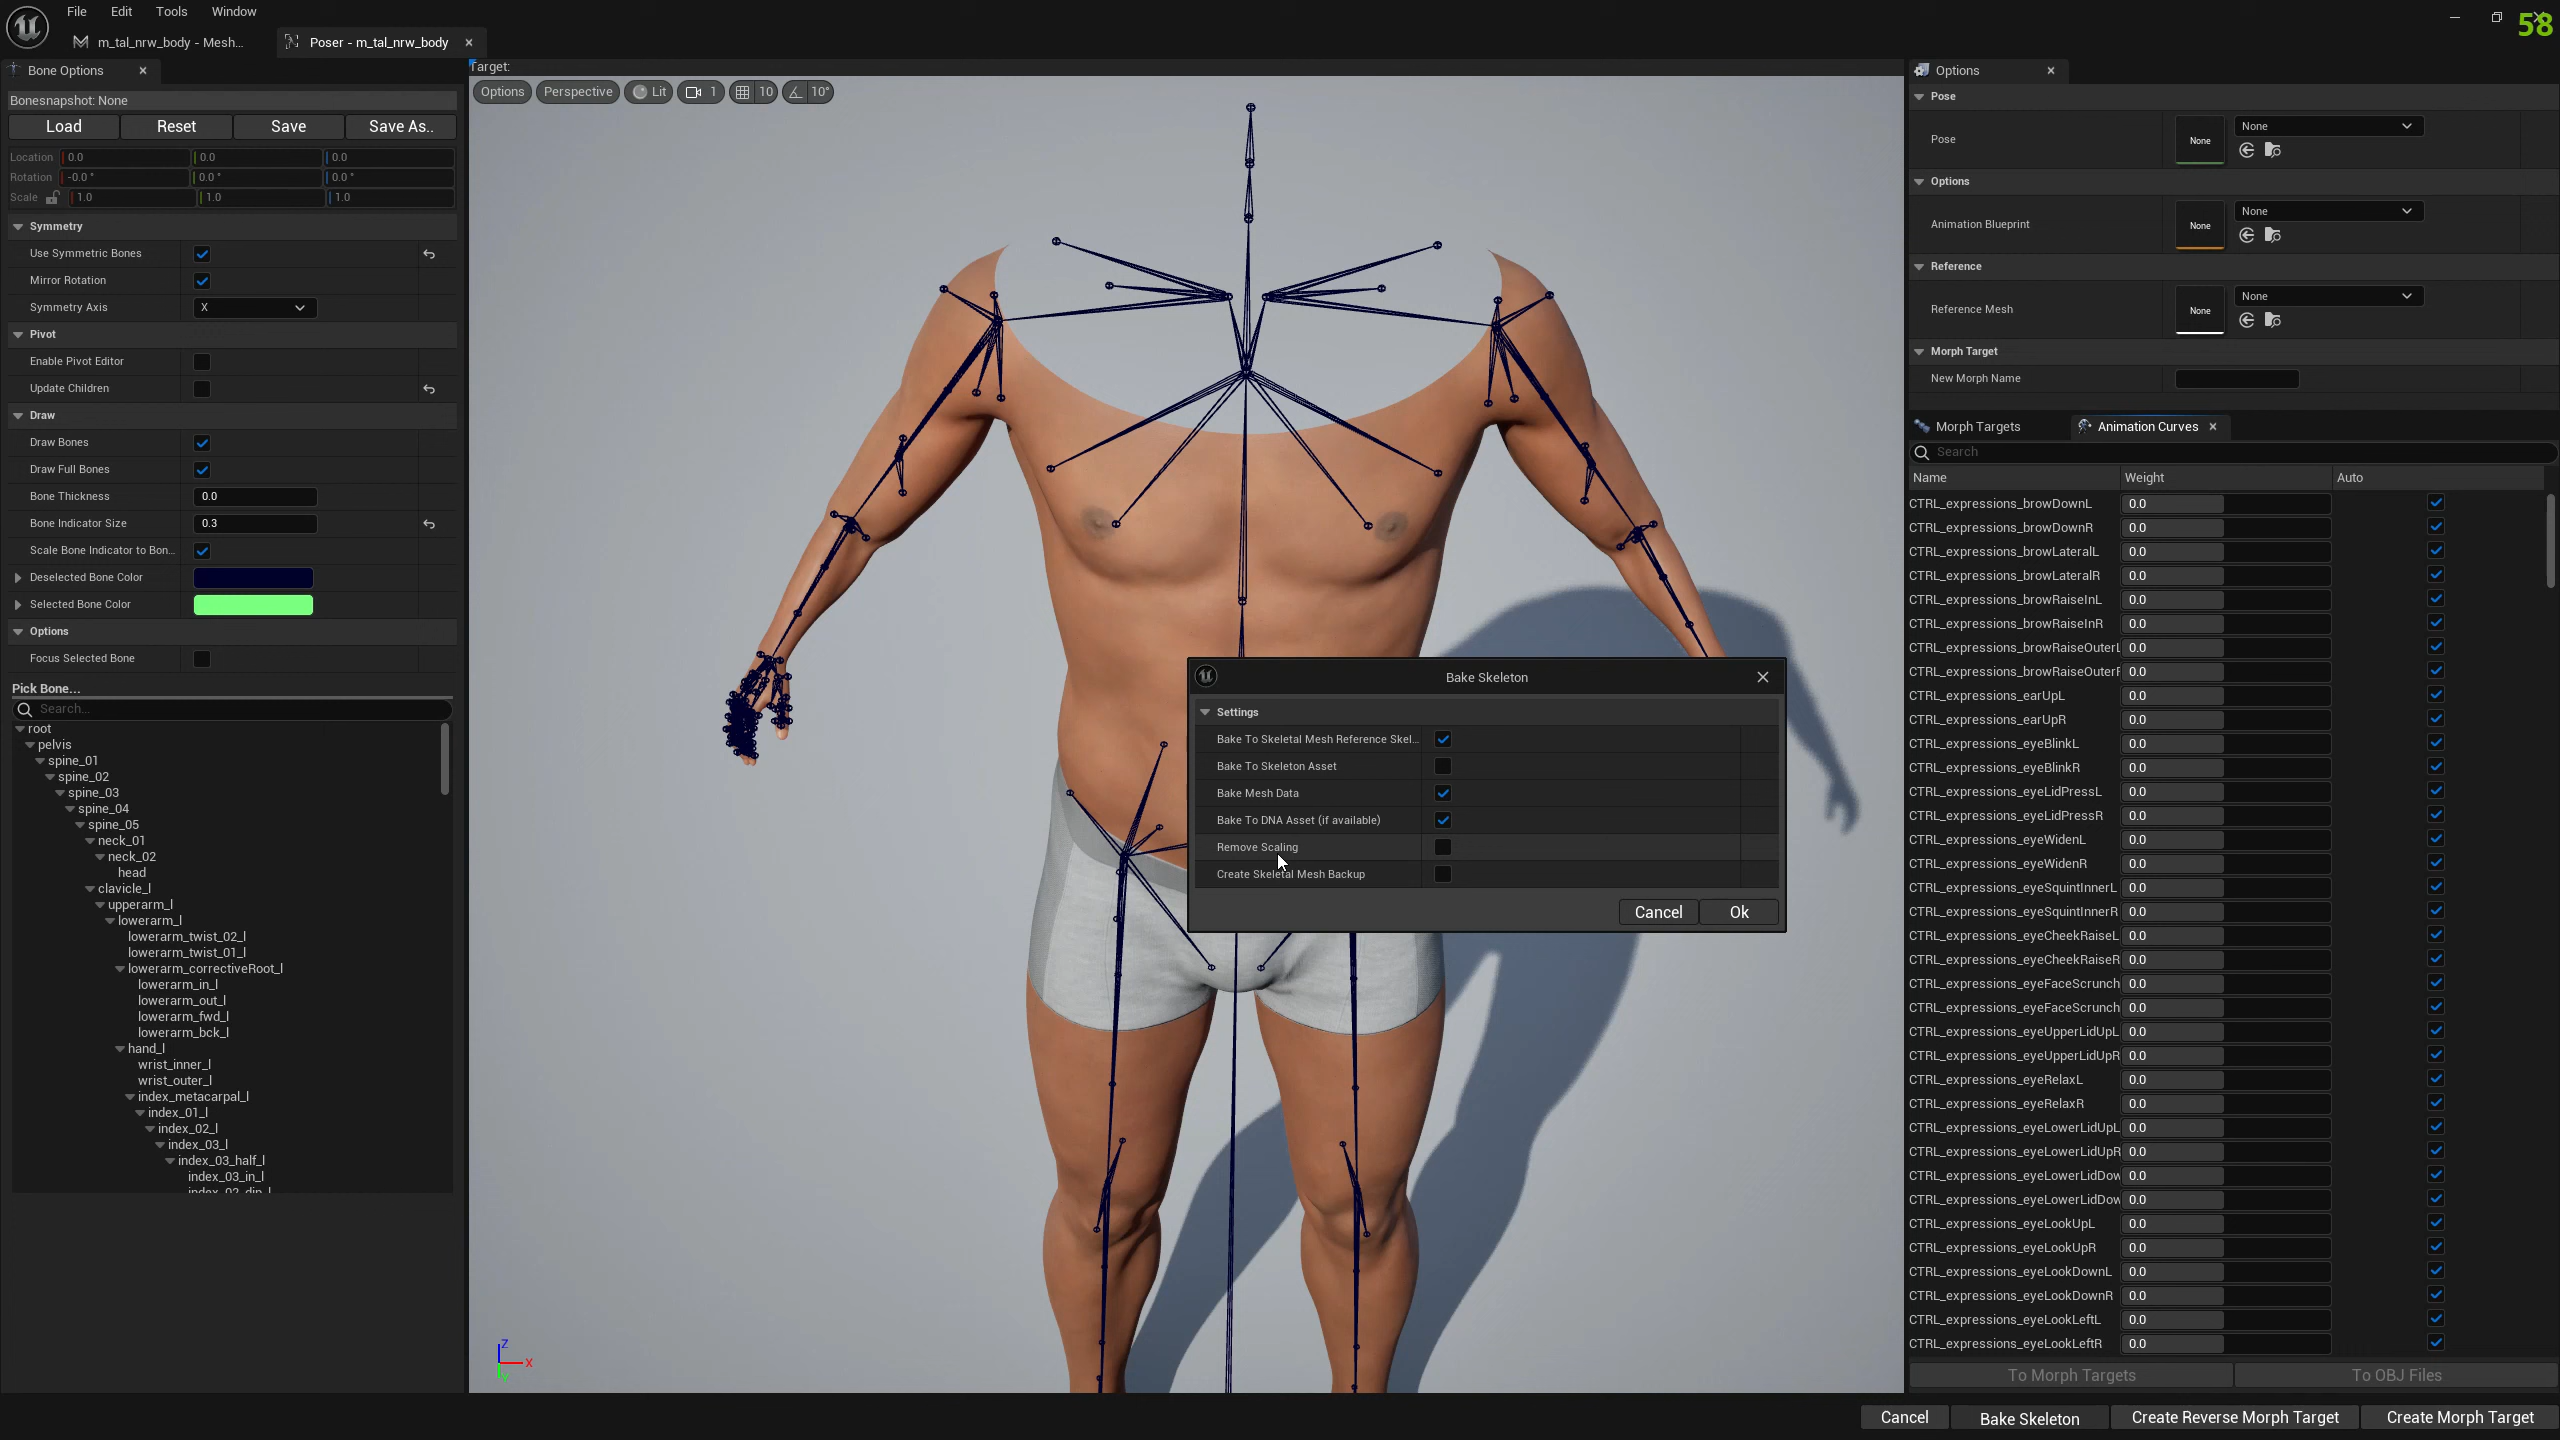 File Edit Tools Window
58
m_tal_nrw_body - Mesh...
Poser - m_tal_nrw_body
Bone Options
Bonesnapshot: None
Load Reset Save Save As..
Location 0.0 0.0 0.0
Rotation -0.0 ° 0.0 ° 0.0 °
Scale 1.0 1.0 1.0
Symmetry
Use Symmetric Bones
Mirror Rotation
Symmetry Axis X
Pivot
Enable Pivot Editor
Update Children
Draw
Draw Bones
Draw Full Bones
Bone Thickness 0.0
Bone Indicator Size 0.3
Scale Bone Indicator to Bon...
Deselected Bone Color
Selected Bone Color
Options
Focus Selected Bone
Pick Bone...
Search...
root
pelvis
spine_01
spine_02
spine_03
spine_04
spine_05
neck_01
neck_02
head
clavicle_l
upperarm_l
lowerarm_l
lowerarm_twist_02_l
lowerarm_twist_01_l
lowerarm_correctiveRoot_l
lowerarm_in_l
lowerarm_out_l
lowerarm_fwd_l
lowerarm_bck_l
hand_l
wrist_inner_l
wrist_outer_l
index_metacarpal_l
index_01_l
index_02_l
index_03_l
index_03_half_l
index_03_in_l
Target:
Options Perspective Lit 1 10 10°
Z
X
Y
Bake Skeleton
Settings
Bake To Skeletal Mesh Reference Skel...
Bake To Skeleton Asset
Bake Mesh Data
Bake To DNA Asset (if available)
Remove Scaling
Create Skeletal Mesh Backup
Cancel Ok
Options
Pose
Pose None None
Options
Animation Blueprint None None
Reference
Reference Mesh None None
Morph Target
New Morph Name
Morph Targets Animation Curves
Search
Name Weight Auto
CTRL_expressions_browDownL 0.0
CTRL_expressions_browDownR 0.0
CTRL_expressions_browLateralL 0.0
CTRL_expressions_browLateralR 0.0
CTRL_expressions_browRaiseInL 0.0
CTRL_expressions_browRaiseInR 0.0
CTRL_expressions_browRaiseOuterL 0.0
CTRL_expressions_browRaiseOuterR 0.0
CTRL_expressions_earUpL 0.0
CTRL_expressions_earUpR 0.0
CTRL_expressions_eyeBlinkL 0.0
CTRL_expressions_eyeBlinkR 0.0
CTRL_expressions_eyeLidPressL 0.0
CTRL_expressions_eyeLidPressR 0.0
CTRL_expressions_eyeWidenL 0.0
CTRL_expressions_eyeWidenR 0.0
CTRL_expressions_eyeSquintInnerL 0.0
CTRL_expressions_eyeSquintInnerR 0.0
CTRL_expressions_eyeCheekRaiseL 0.0
CTRL_expressions_eyeCheekRaiseR 0.0
CTRL_expressions_eyeFaceScrunch 0.0
CTRL_expressions_eyeFaceScrunch 0.0
CTRL_expressions_eyeUpperLidUpL 0.0
CTRL_expressions_eyeUpperLidUpR 0.0
CTRL_expressions_eyeRelaxL 0.0
CTRL_expressions_eyeRelaxR 0.0
CTRL_expressions_eyeLowerLidUpL 0.0
CTRL_expressions_eyeLowerLidUpR 0.0
CTRL_expressions_eyeLowerLidDow 0.0
CTRL_expressions_eyeLowerLidDow 0.0
CTRL_expressions_eyeLookUpL 0.0
CTRL_expressions_eyeLookUpR 0.0
CTRL_expressions_eyeLookDownL 0.0
CTRL_expressions_eyeLookDownR 0.0
CTRL_expressions_eyeLookLeftL 0.0
CTRL_expressions_eyeLookLeftR 0.0
To Morph Targets To OBJ Files
Cancel Bake Skeleton Create Reverse Morph Target Create Morph Target